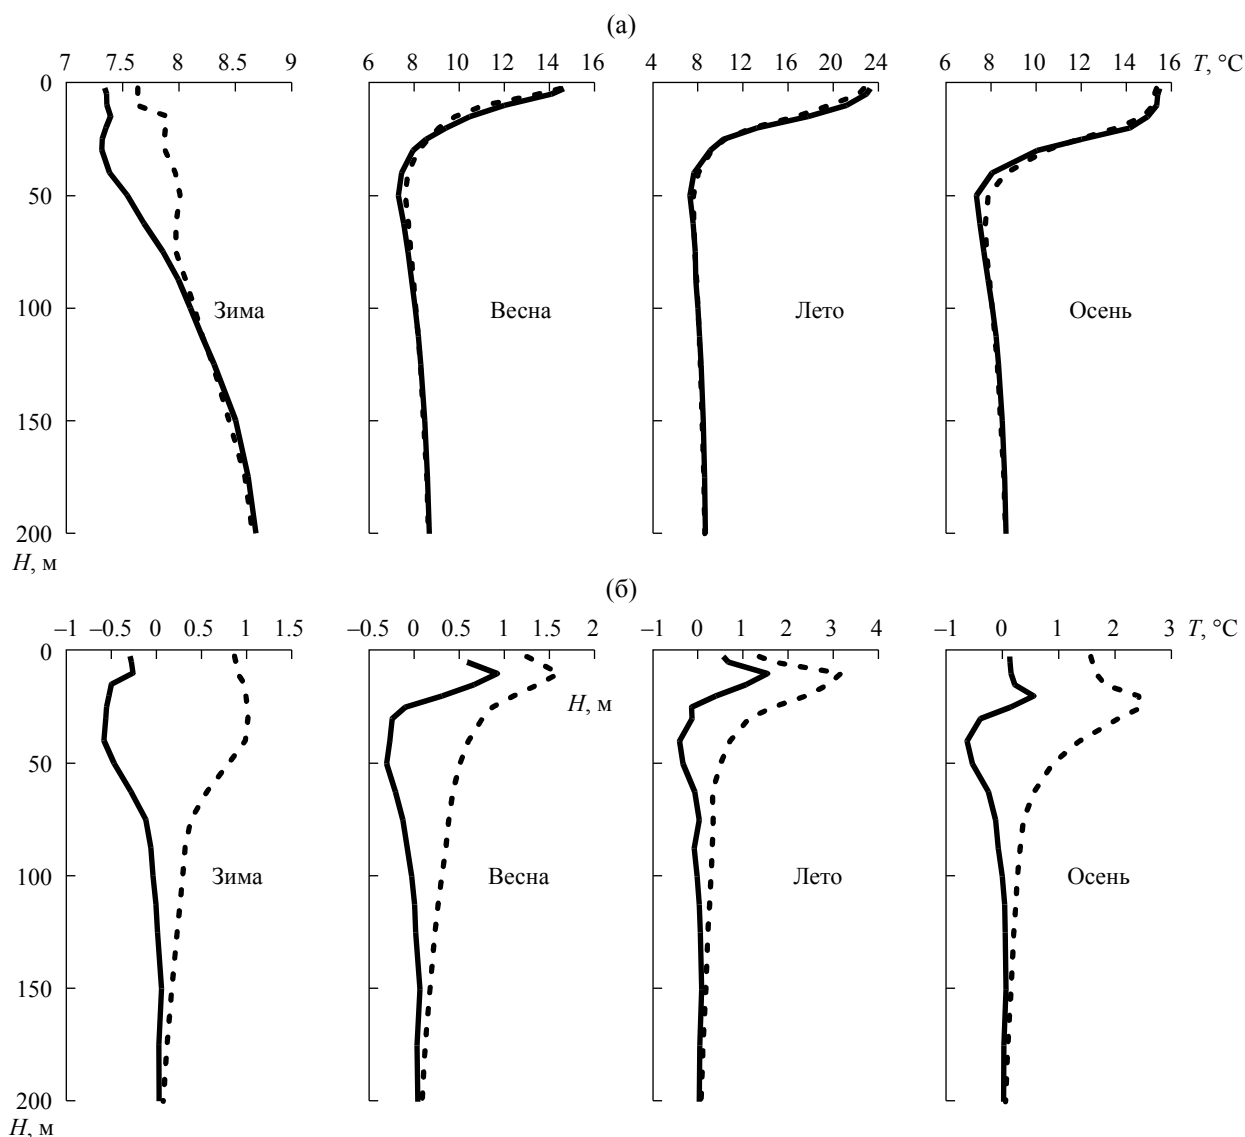 (а)
7 7.5 8 8.5 9 6 8 10 12 14 16 4 8 12 16 20 24 6 8 10 12 14 16 T, °C
0
50
100 Зима Весна Лето Осень
150
200
H, м
(б)
–1 –0.5 0 0.5 1 1.5 –0.5 0 0.5 1 1.5 2 –1 0 1 2 3 4 –1 0 1 2 3 T, °C
0
H, м
50
100 Зима Весна Лето Осень
150
200
H, м